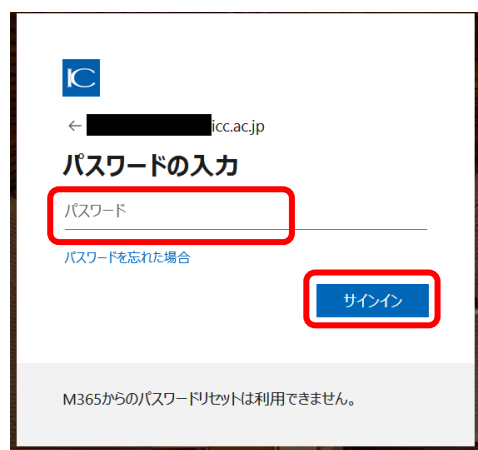 IC
← icc.ac.jp
パスワードの入力
パスワード
パスワードを忘れた場合
サインイン
M365からのパスワードリセットは利用できません。